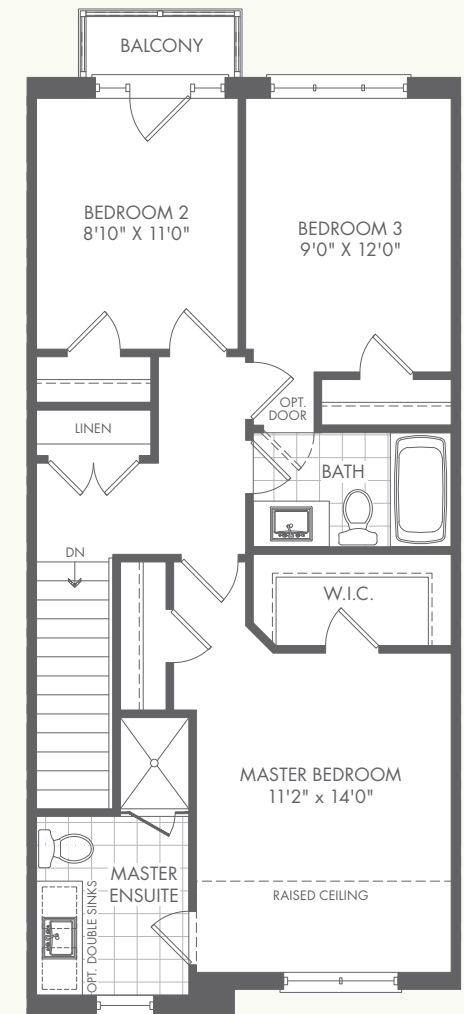 BALCONY
BEDROOM 2
8'10" X 11'0"
BEDROOM 3
9'0" X 12'0"
OPT.
DOOR
LINEN
BATH
DN
W.I.C.
MASTER BEDROOM
11'2" x 14'0"
MASTER
ENSUITE
OPT. DOUBLE SINKS
RAISED CEILING